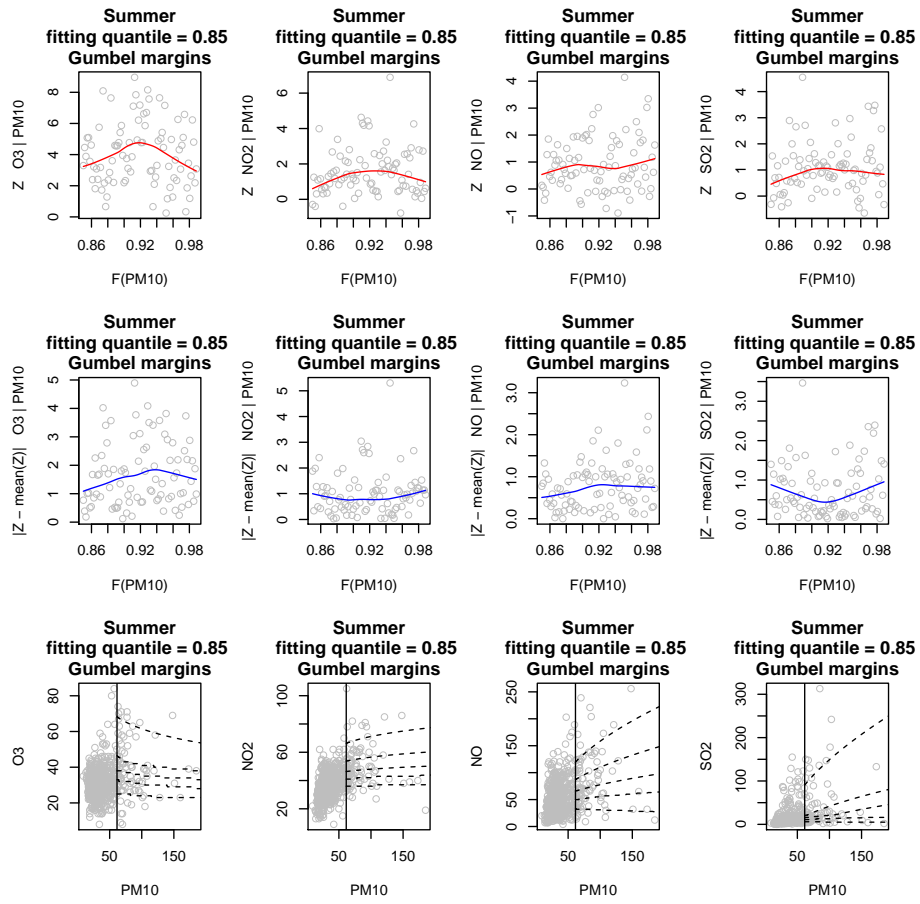 Summer
fitting quantile = 0.85
Gumbel margins
Z O3 | PM10
0 2 4 6 8
0.86 0.92 0.98
F(PM10)
Summer
fitting quantile = 0.85
Gumbel margins
Z NO2 | PM10
0 2 4 6
0.86 0.92 0.98
F(PM10)
Summer
fitting quantile = 0.85
Gumbel margins
Z NO | PM10
−1 0 1 2 3 4
0.86 0.92 0.98
F(PM10)
Summer
fitting quantile = 0.85
Gumbel margins
Z SO2 | PM10
0 1 2 3 4
0.86 0.92 0.98
F(PM10)
Summer
fitting quantile = 0.85
Gumbel margins
|Z − mean(Z)| O3 | PM10
0 1 2 3 4 5
0.86 0.92 0.98
F(PM10)
Summer
fitting quantile = 0.85
Gumbel margins
|Z − mean(Z)| NO2 | PM10
0 1 2 3 4 5
0.86 0.92 0.98
F(PM10)
Summer
fitting quantile = 0.85
Gumbel margins
|Z − mean(Z)| NO | PM10
0.0 1.0 2.0 3.0
0.86 0.92 0.98
F(PM10)
Summer
fitting quantile = 0.85
Gumbel margins
|Z − mean(Z)| SO2 | PM10
0.0 1.0 2.0 3.0
0.86 0.92 0.98
F(PM10)
Summer
fitting quantile = 0.85
Gumbel margins
O3
20 40 60 80
50 150
PM10
Summer
fitting quantile = 0.85
Gumbel margins
NO2
20 60 100
50 150
PM10
Summer
fitting quantile = 0.85
Gumbel margins
NO
0 50 150 250
50 150
PM10
Summer
fitting quantile = 0.85
Gumbel margins
SO2
0 100 200 300
50 150
PM10